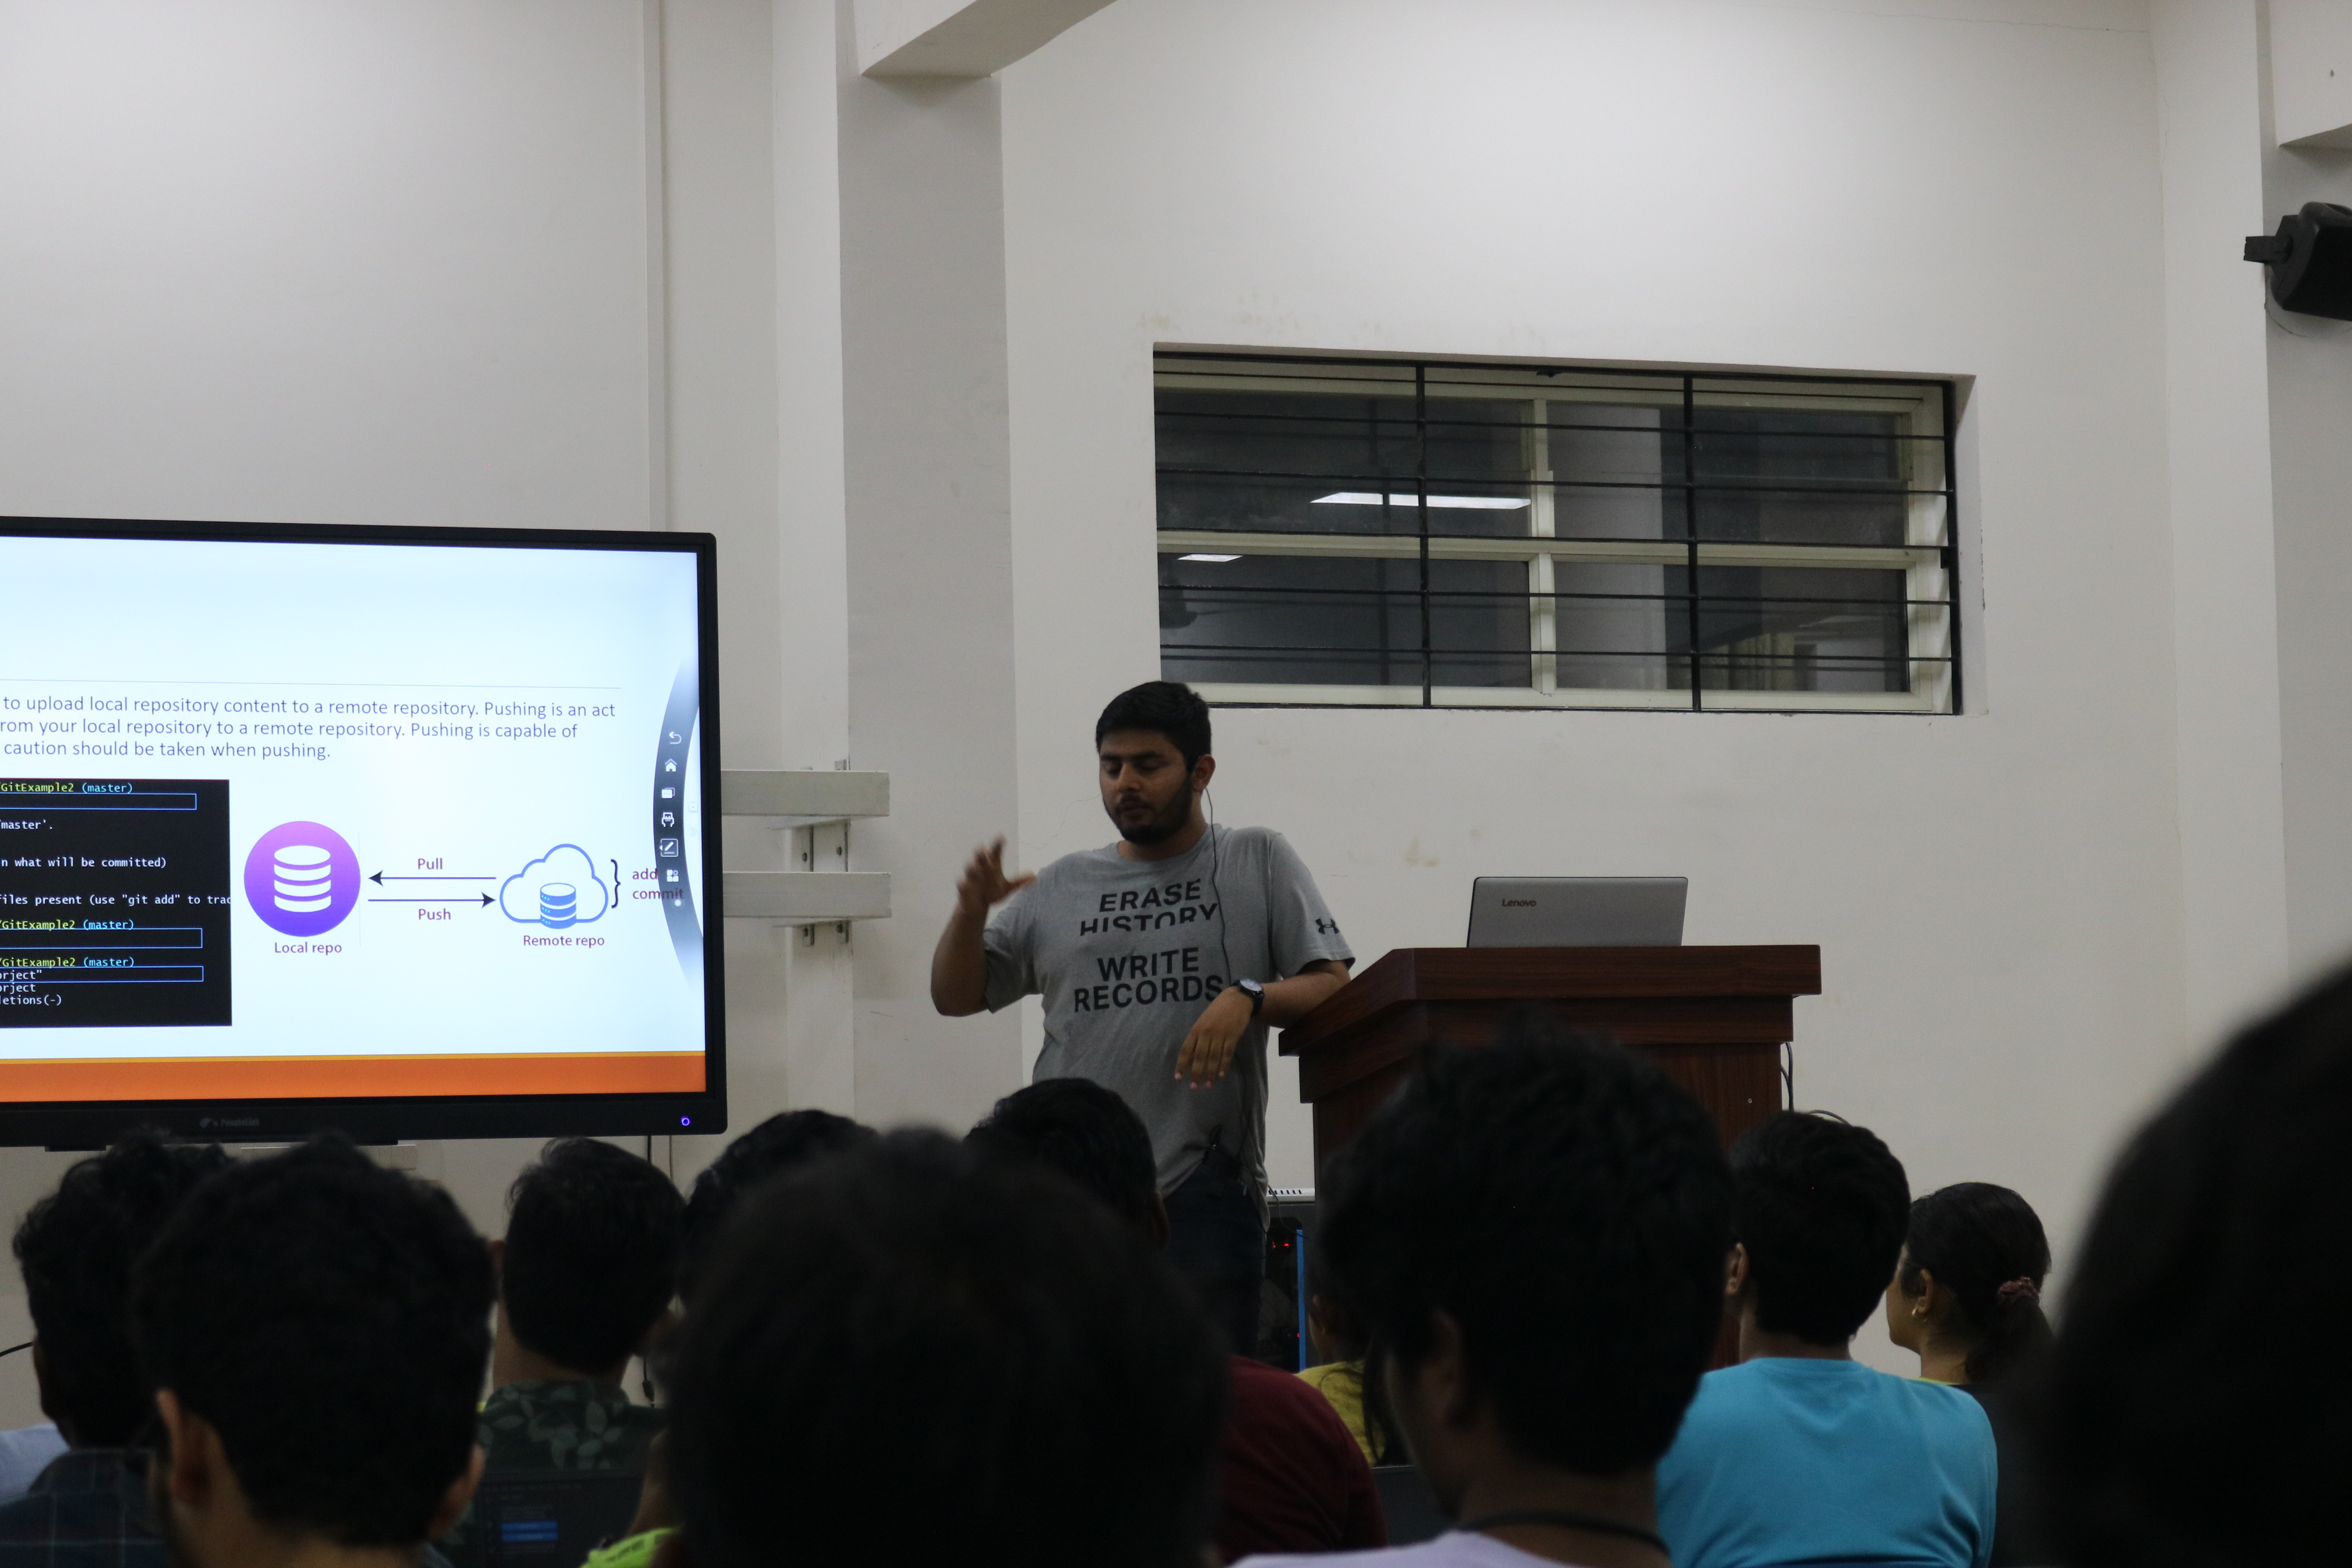 to upload local repository content to a remote repository. Pushing is an act
rom your local repository to a remote repository. Pushing is capable of
caution should be taken when pushing.
GitExample2 (master)
master'.
n what will be committed)
files present (use "git add" to trac
GitExample2 (master)
GitExample2 (master)
orject"
orject
letions(-)
Pull
Push
Local repo
Remote repo
add
commit
ERASE
HISTORY
WRITE
RECORDS
Lenovo